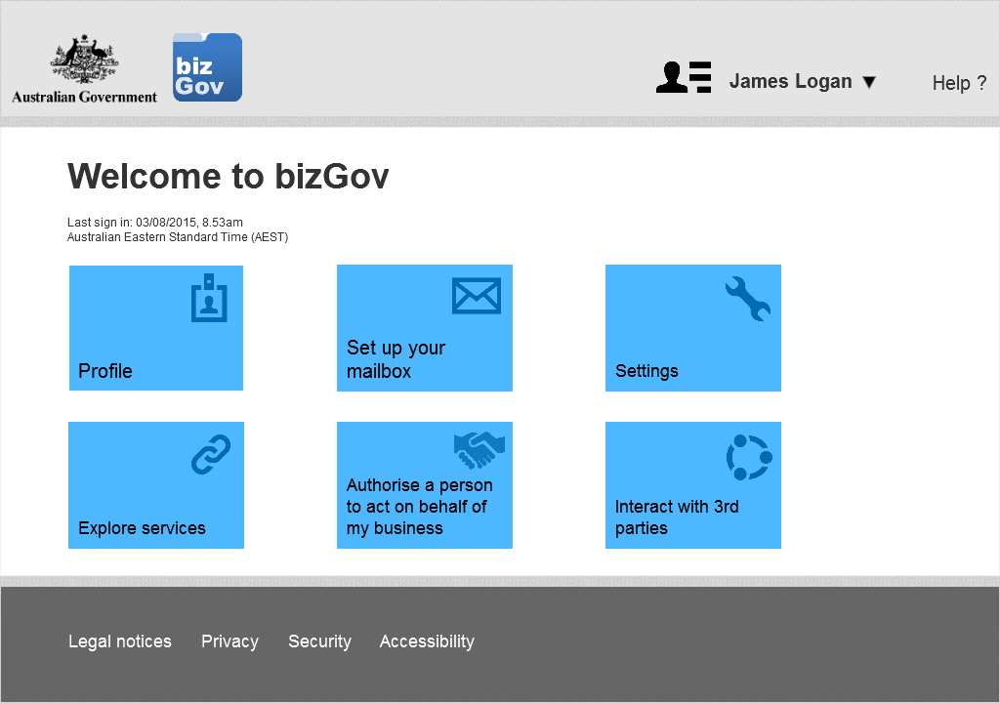 Australian Government
biz
Gov
James Logan
Help ?
Welcome to bizGov
Last sign in: 03/08/2015, 8.53am
Australian Eastern Standard Time (AEST)
Profile
Set up your
mailbox
Settings
Explore services
Authorise a person
to act on behalf of
my business
Interact with 3rd
parties
Legal notices
Privacy
Security
Accessibility